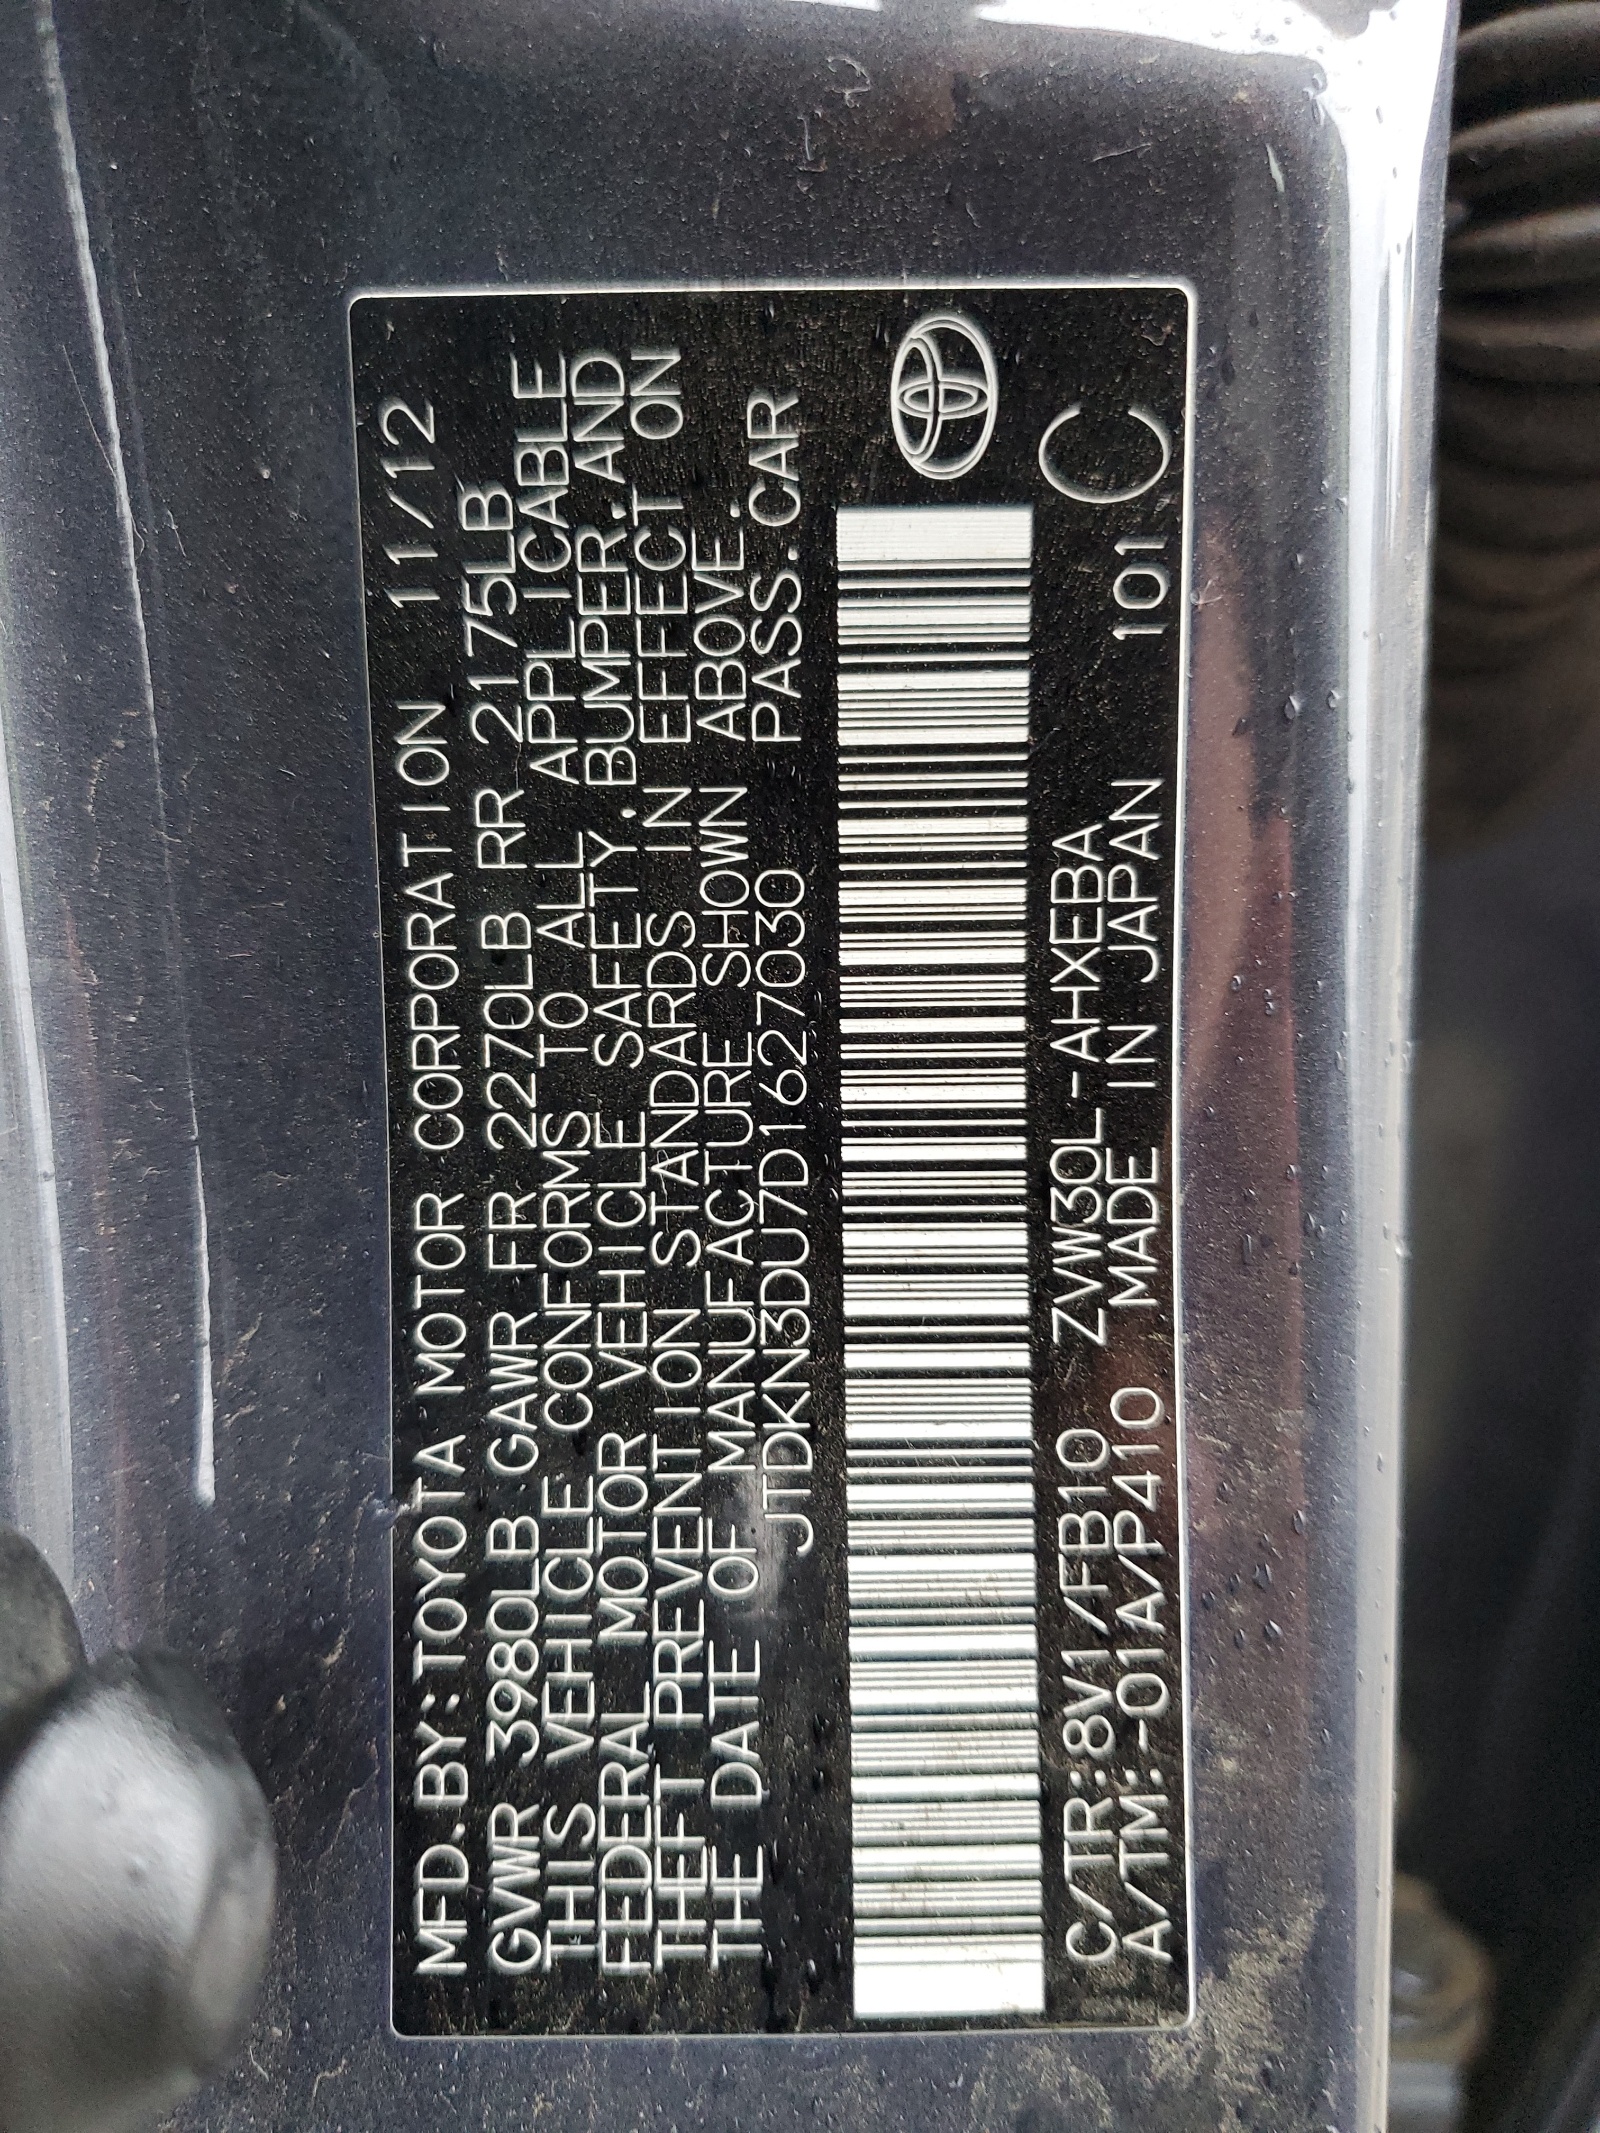 MFD.BY:TOYOTA MOTOR CORPORATION 11/12
GVWR 3980LB GAWR FR 2270LB RR 2175LB
THIS VEHICLE CONFORMS TO ALL APPLICABLE
FEDERAL MOTOR VEHICLE SAFETY,BUMPER,AND
THEFT PREVENTION STANDARDS IN EFFECT ON
THE DATE OF MANUFACTURE SHOWN ABOVE.
JTDKN3DU7D1627030 PASS.CAR
C/TR:8V1/FB10 ZVW30L-AHXEBA
A/TM:-01A/P410 MADE IN JAPAN 101 C